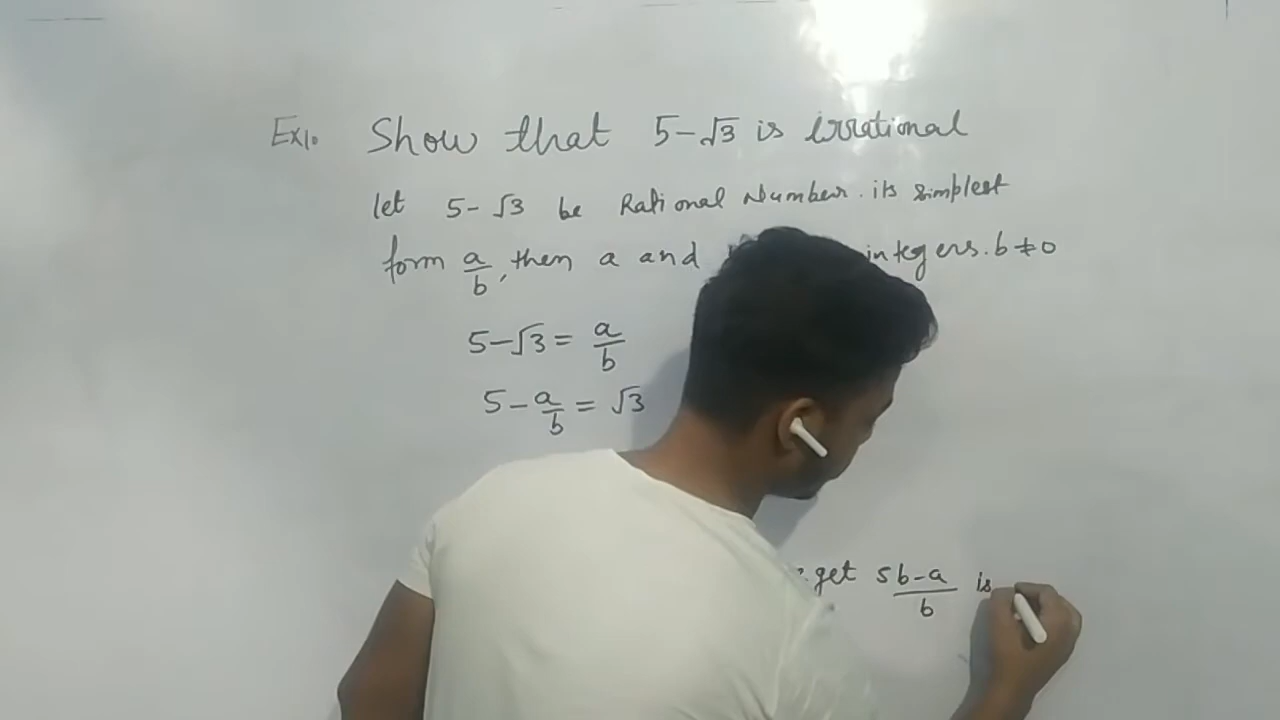 Ex10 Show that 5-√3 is irrational
let 5-√3 be Rational Number. its simplest
form a/b, then a and integers. b≠0
5-√3 = a/b
5-a/b = √3
get 5b-a/b is